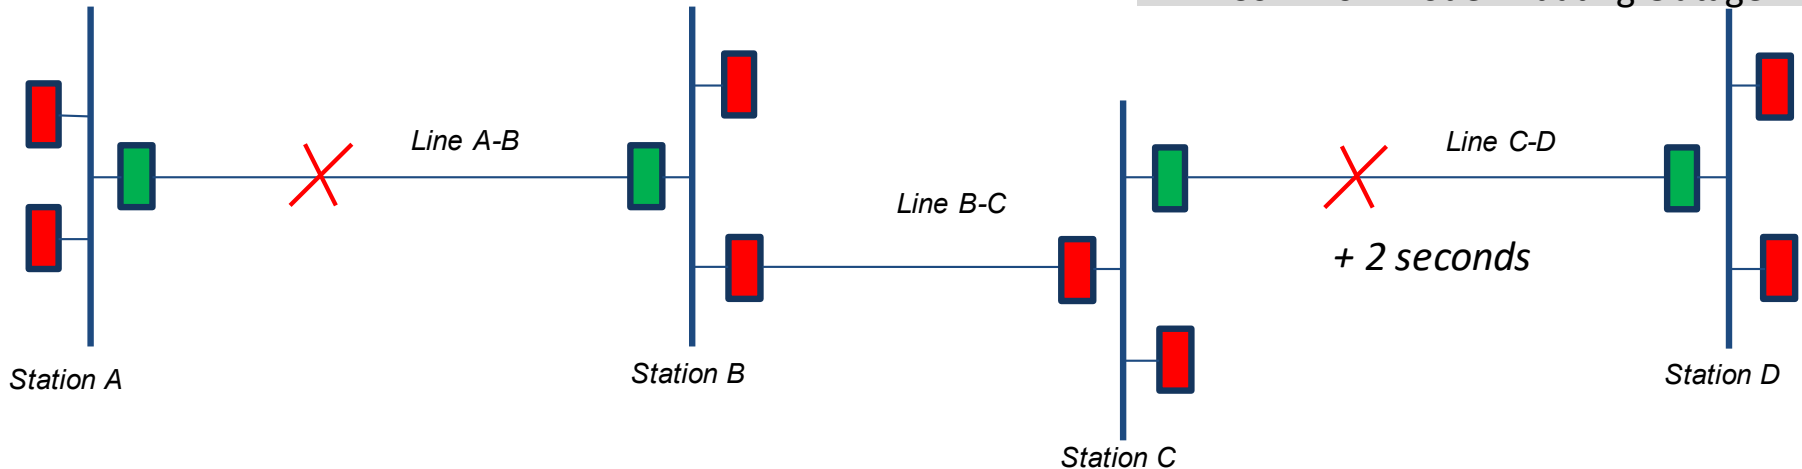 Line A-B
Line C-D
Line B-C
+ 2 seconds
Station A
Station B
Station D
Station C